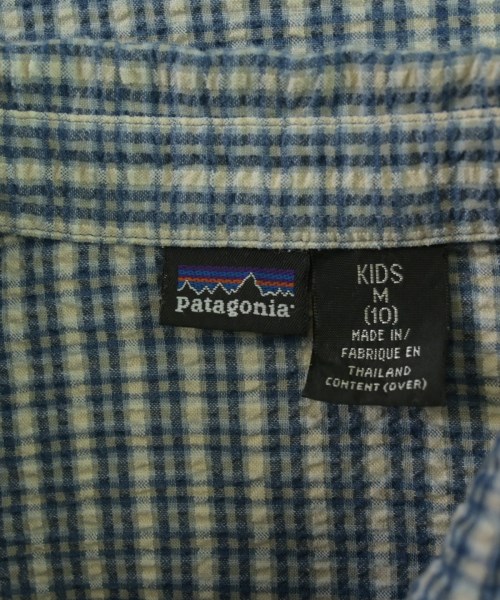 patagonia
KIDS
M
(10)
MADE IN/
FABRIQUE EN
THAILAND
CONTENT (OVER)